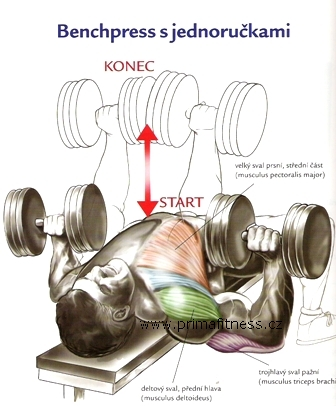 Benchpress s jednoručkami
KONEC
START
velký sval prsní, střední část
(musculus pectoralis major)
www.primafitness.cz
trojhlavý sval pažní
(musculus triceps brachi
deltový sval, přední hlava
(musculus deltoideus)